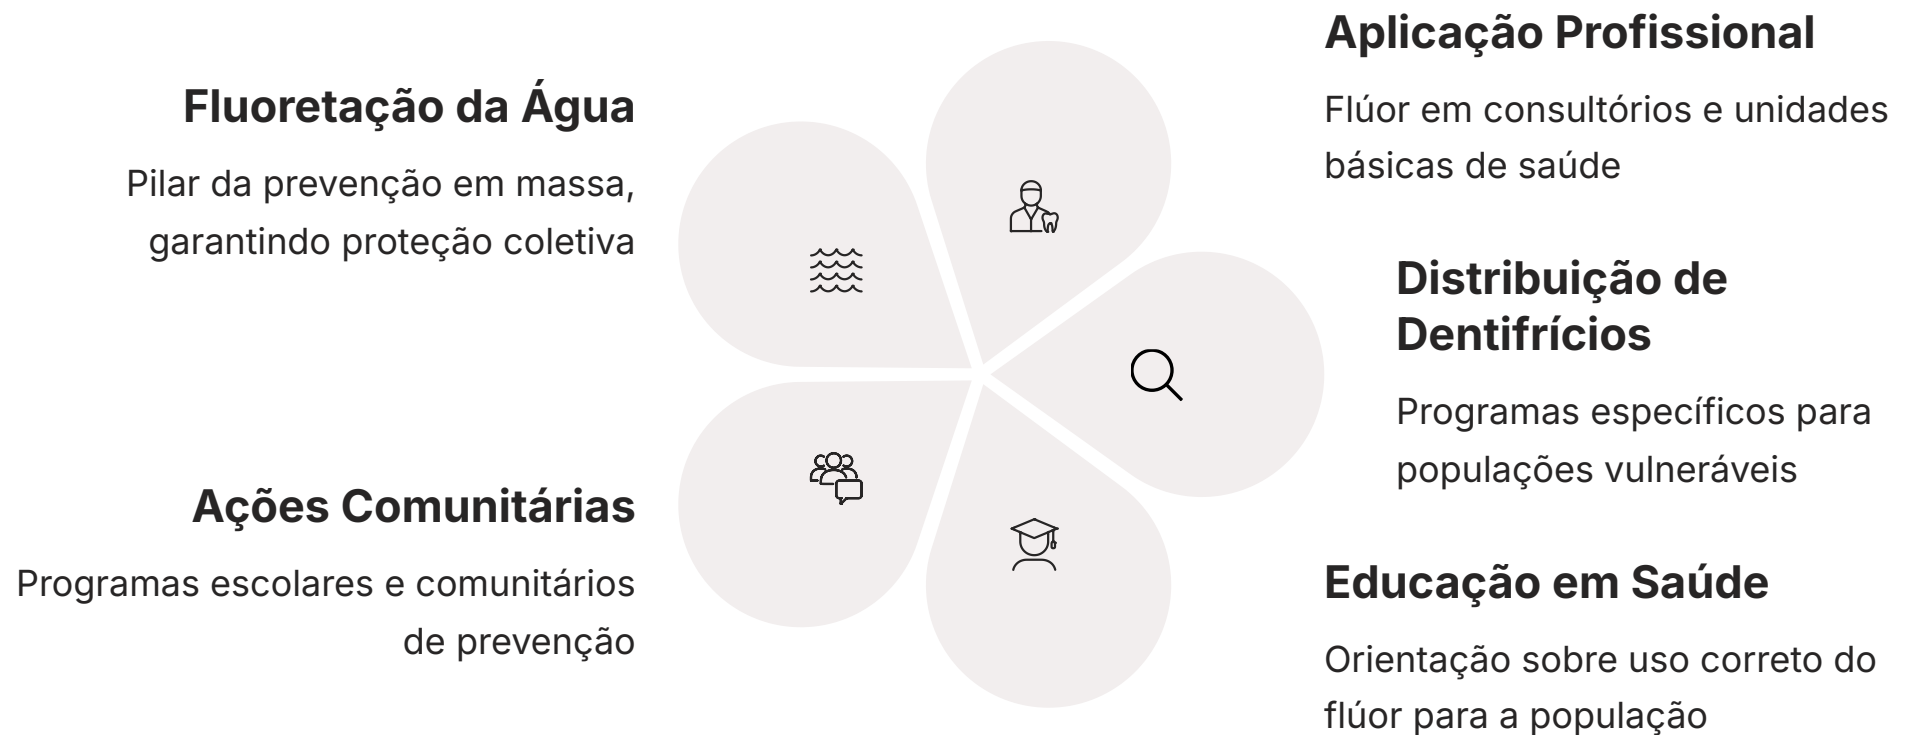 Fluoretação da Água
Pilar da prevenção em massa,
garantindo proteção coletiva
Aplicação Profissional
Flúor em consultórios e unidades
básicas de saúde
Distribuição de
Dentifrícios
Programas específicos para
populações vulneráveis
Educação em Saúde
Orientação sobre uso correto do
flúor para a população
Ações Comunitárias
Programas escolares e comunitários
de prevenção